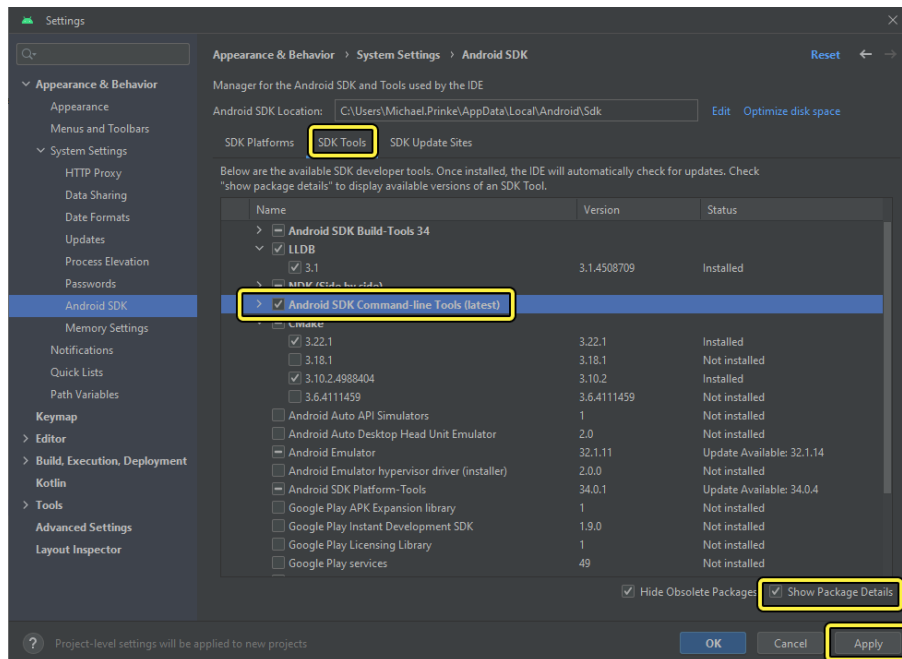 Settings
Appearance & Behavior
Appearance
Menus and Toolbars
System Settings
HTTP Proxy
Data Sharing
Date Formats
Updates
Process Elevation
Passwords
Android SDK
Memory Settings
Notifications
Quick Lists
Path Variables
Keymap
Editor
Build, Execution, Deployment
Kotlin
Tools
Advanced Settings
Layout Inspector
Appearance & Behavior > System Settings > Android SDK Reset
Manager for the Android SDK and Tools used by the IDE
Android SDK Location: C:\Users\Michael.Prinke\AppData\Local\Android\Sdk Edit Optimize disk space
SDK Platforms SDK Tools SDK Update Sites
Below are the available SDK developer tools. Once installed, the IDE will automatically check for updates. Check
"show package details" to display available versions of an SDK Tool.
Name Version Status
Android SDK Build-Tools 34
LLDB
3.1 3.1.4508709 Installed
NDK (Side by side)
Android SDK Command-line Tools (latest)
CMake
3.22.1 3.22.1 Installed
3.18.1 3.18.1 Not installed
3.10.2.4988404 3.10.2 Installed
3.6.4111459 3.6.4111459 Not installed
Android Auto API Simulators 1 Not installed
Android Auto Desktop Head Unit Emulator 2.0 Not installed
Android Emulator 32.1.11 Update Available: 32.1.14
Android Emulator hypervisor driver (installer) 2.0.0 Not installed
Android SDK Platform-Tools 34.0.1 Update Available: 34.0.4
Google Play APK Expansion library 1 Not installed
Google Play Instant Development SDK 1.9.0 Not installed
Google Play Licensing Library 1 Not installed
Google Play services 49 Not installed
Hide Obsolete Packages Show Package Details
? Project-level settings will be applied to new projects OK Cancel Apply